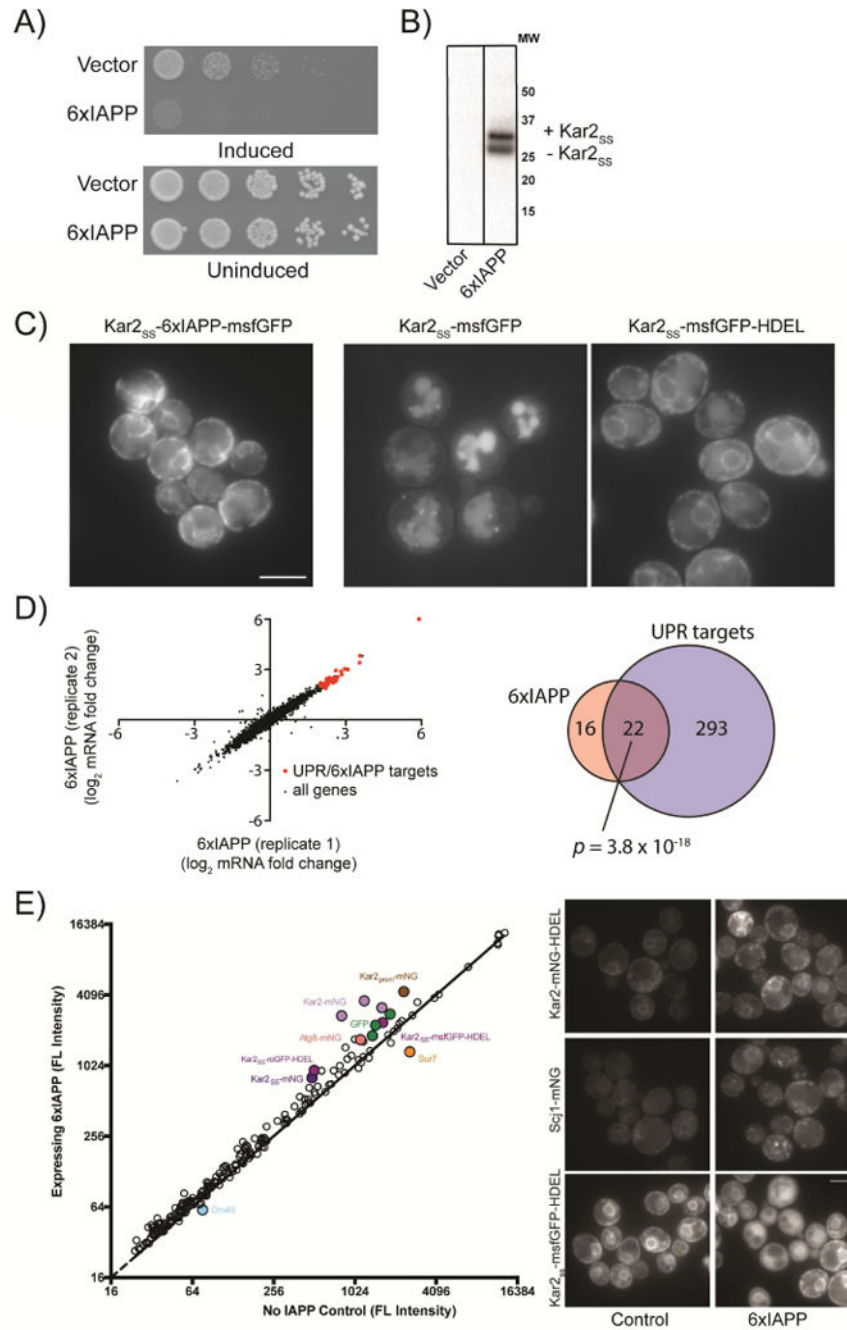 A)
Vector
6xIAPP
Induced
Vector
6xIAPP
Uninduced
B)
MW
50
37
+ Kar2SS
25
- Kar2SS
20
15
Vector
6xIAPP
C)
Kar2SS-6xIAPP-msfGFP
Kar2SS-msfGFP
Kar2SS-msfGFP-HDEL
D)
6xIAPP (replicate 2)
(log2 mRNA fold change)
6
3
-6
-3
.3
6
-3
-6
UPR/6xIAPP
targets
all genes
6xIAPP (replicate 1)
(log2 mRNA fold change)
UPR targets
6xIAPP
16
22
293
p = 3.8 x 10-18
E)
Expressing 6xIAPP (FL Intensity)
16384
4096
1024
256
64
16
Kar2prom1-mNG
Kar2-mNG
GFP
Atg8-mNG
Kar2SS-msfGFP-HDEL
Sur7
Kar2SS-roGFP-HDEL
Kar2SS-mNG
Om45
16
64
256
1024
4096
16384
No IAPP Control (FL Intensity)
Kar2-mNG-HDEL
Scj1-mNG
Kar2ss-msfGFP-HDEL
Control
6xIAPP